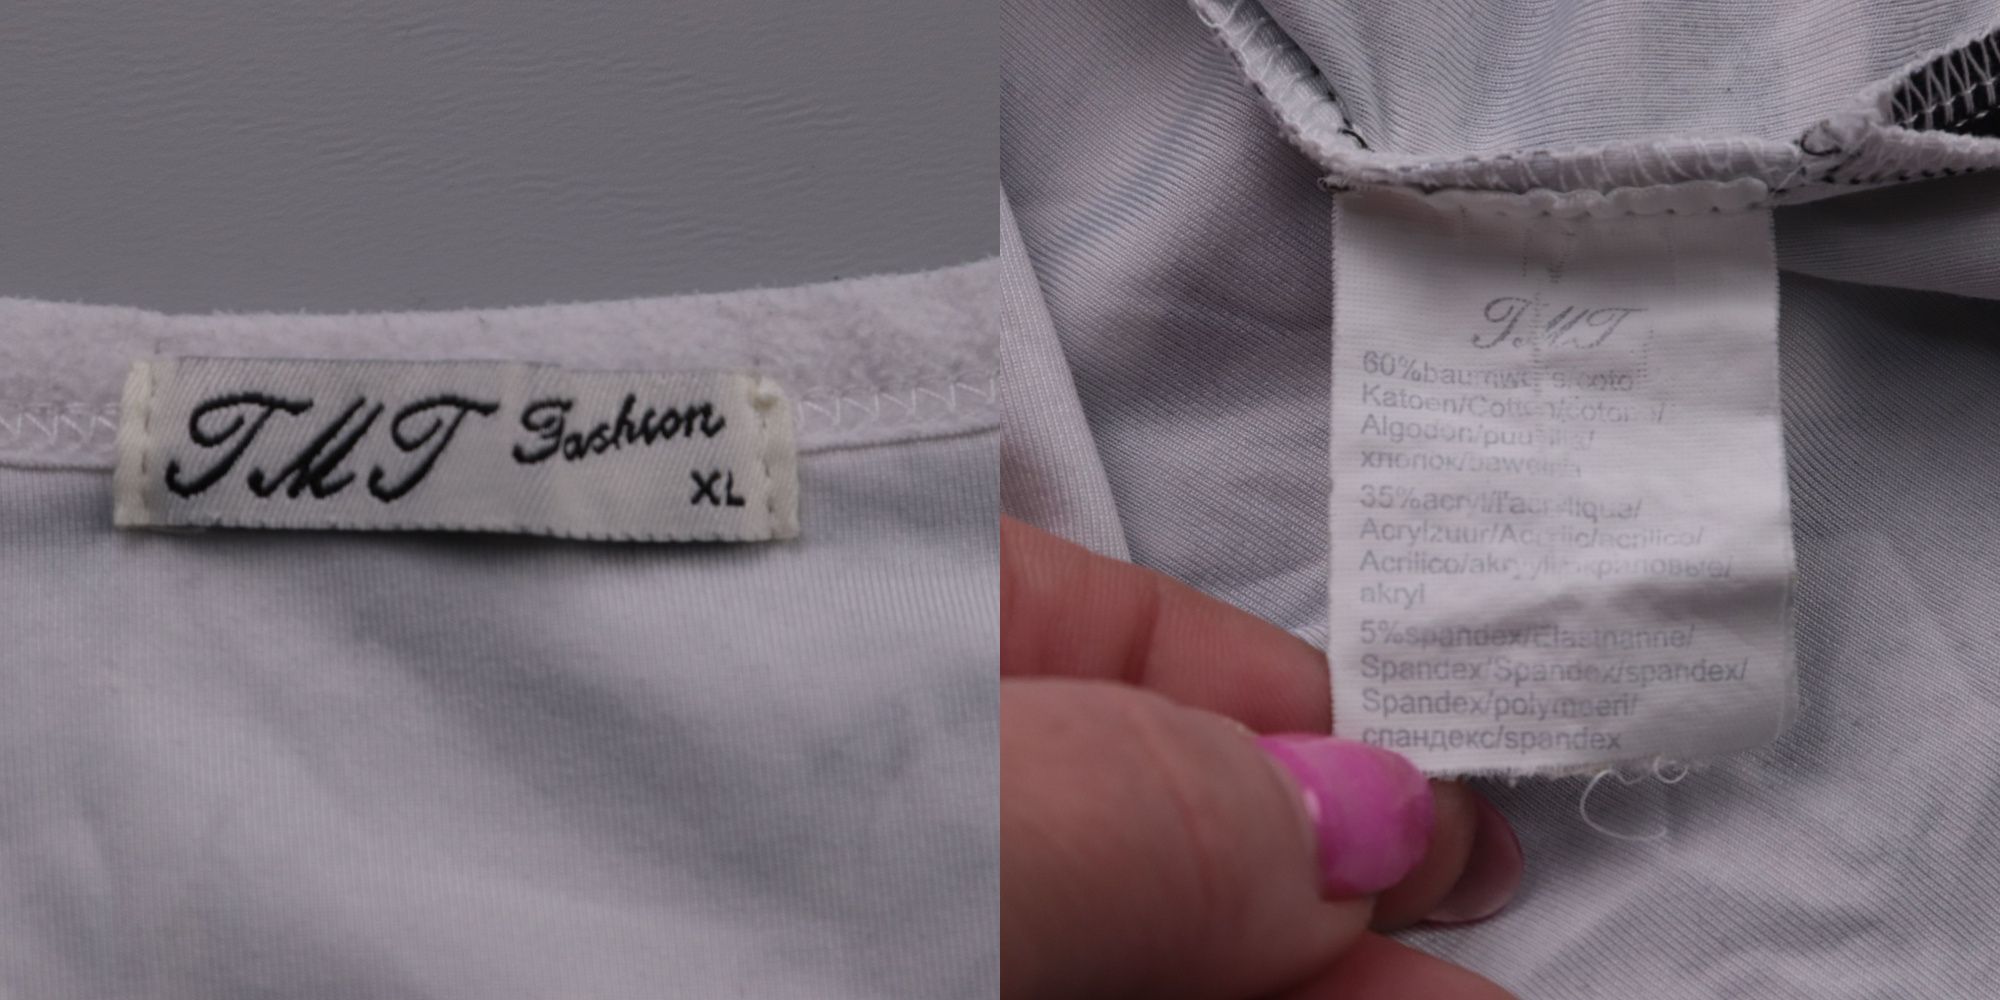 TMT Fashion
XL
TMT
60%baumwolle/coto
Katoen/Cotton/coton
Algodon/puuvilla/
хлопок/bawełna
35%acryl/l'acrylique/
Acrylzuur/Acrylic/acrilico/
Acrilico/akryyli/акриловые/
akryl
5%spandex/Elasthanne/
Spandex/Spandex/spandex/
Spandex/polymeeri/
спандекс/spandex